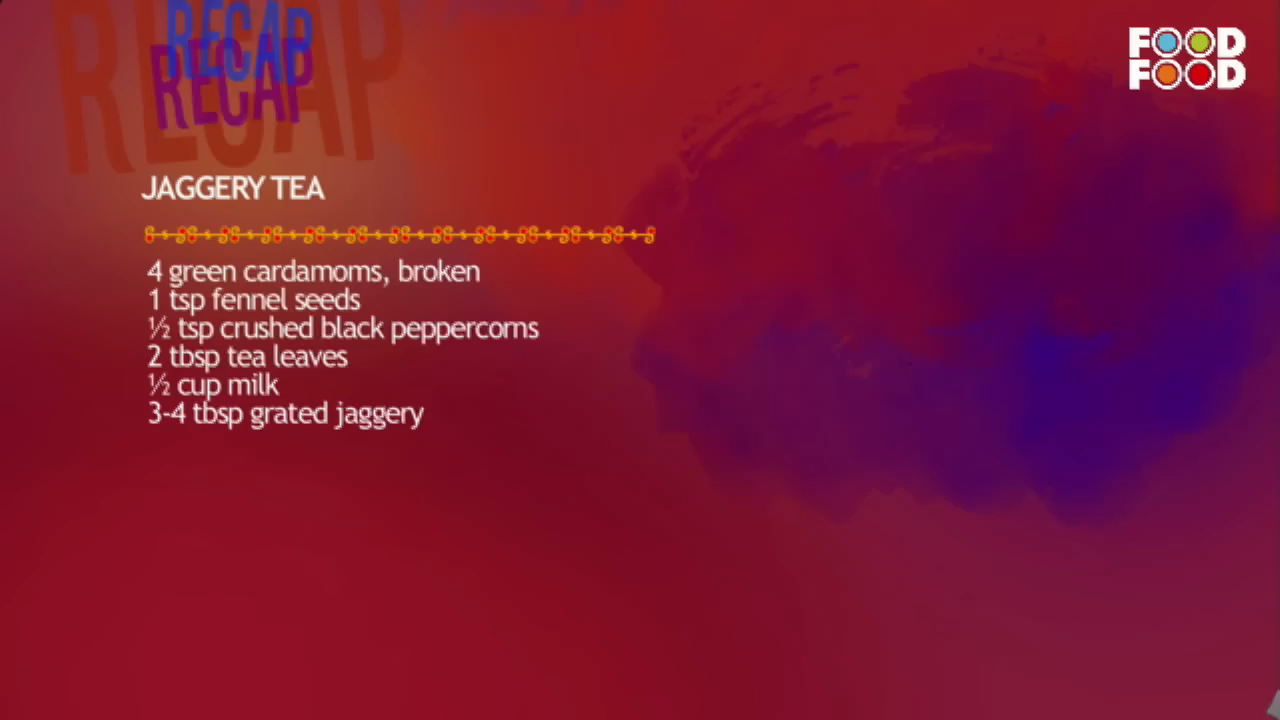 RECAP
RECAP
RECAP
FOOD
FOOD
JAGGERY TEA
4 green cardamoms, broken
1 tsp fennel seeds
½ tsp crushed black peppercorns
2 tbsp tea leaves
½ cup milk
3-4 tbsp grated jaggery